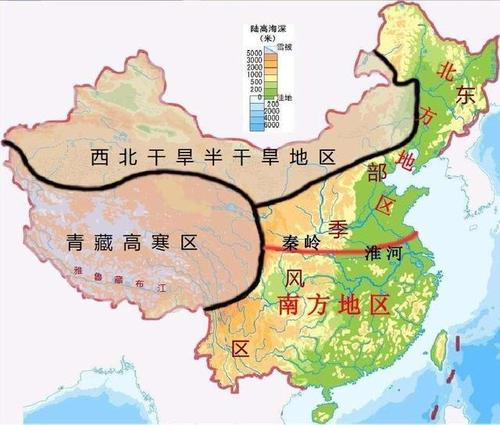 陆高海深
(米)
雪被
5000
3000
2000
1000
500
200
0
洼地
200
2000
4000
6000
西北干旱半干旱地区
青藏高寒区
雅鲁藏布江
北方地区
东部季风区
秦岭
淮河
南方地区